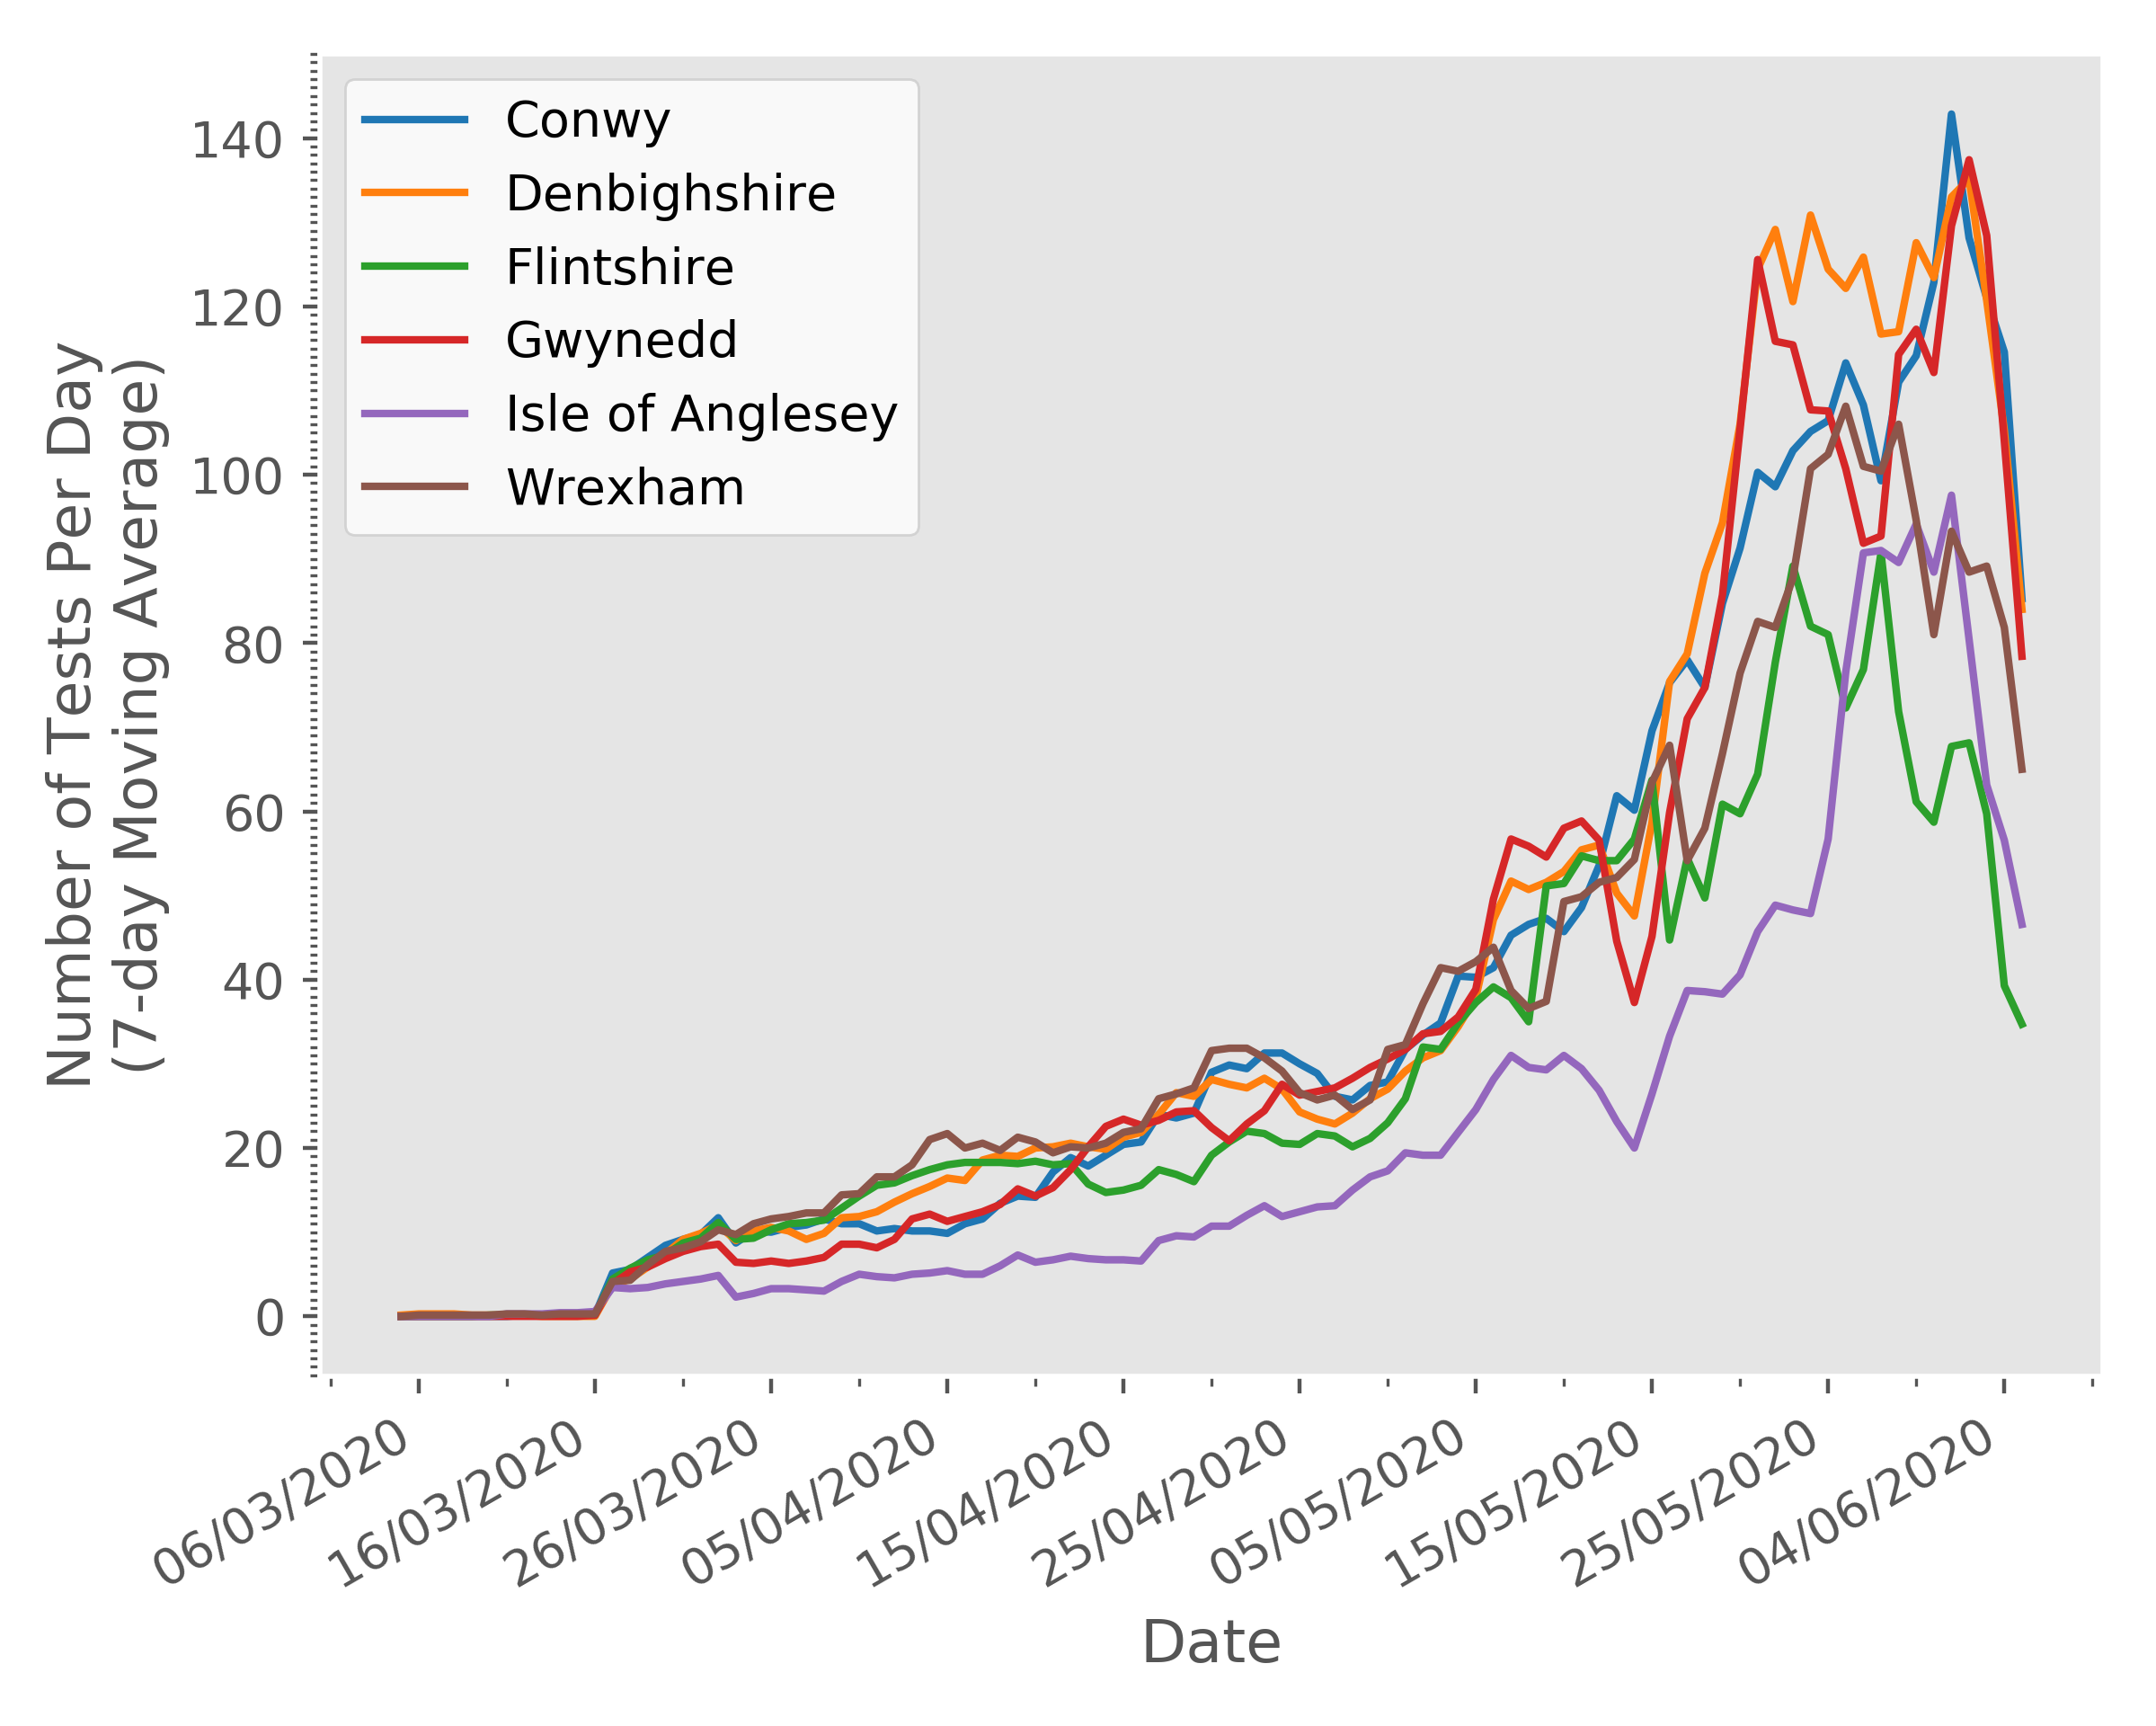 Conwy
Denbighshire
Flintshire
Gwynedd
Isle of Anglesey
Wrexham
Number of Tests Per Day
(7-day Moving Average)
140
120
100
80
60
40
20
0
06/03/2020
16/03/2020
26/03/2020
05/04/2020
15/04/2020
25/04/2020
05/05/2020
15/05/2020
25/05/2020
04/06/2020
Date